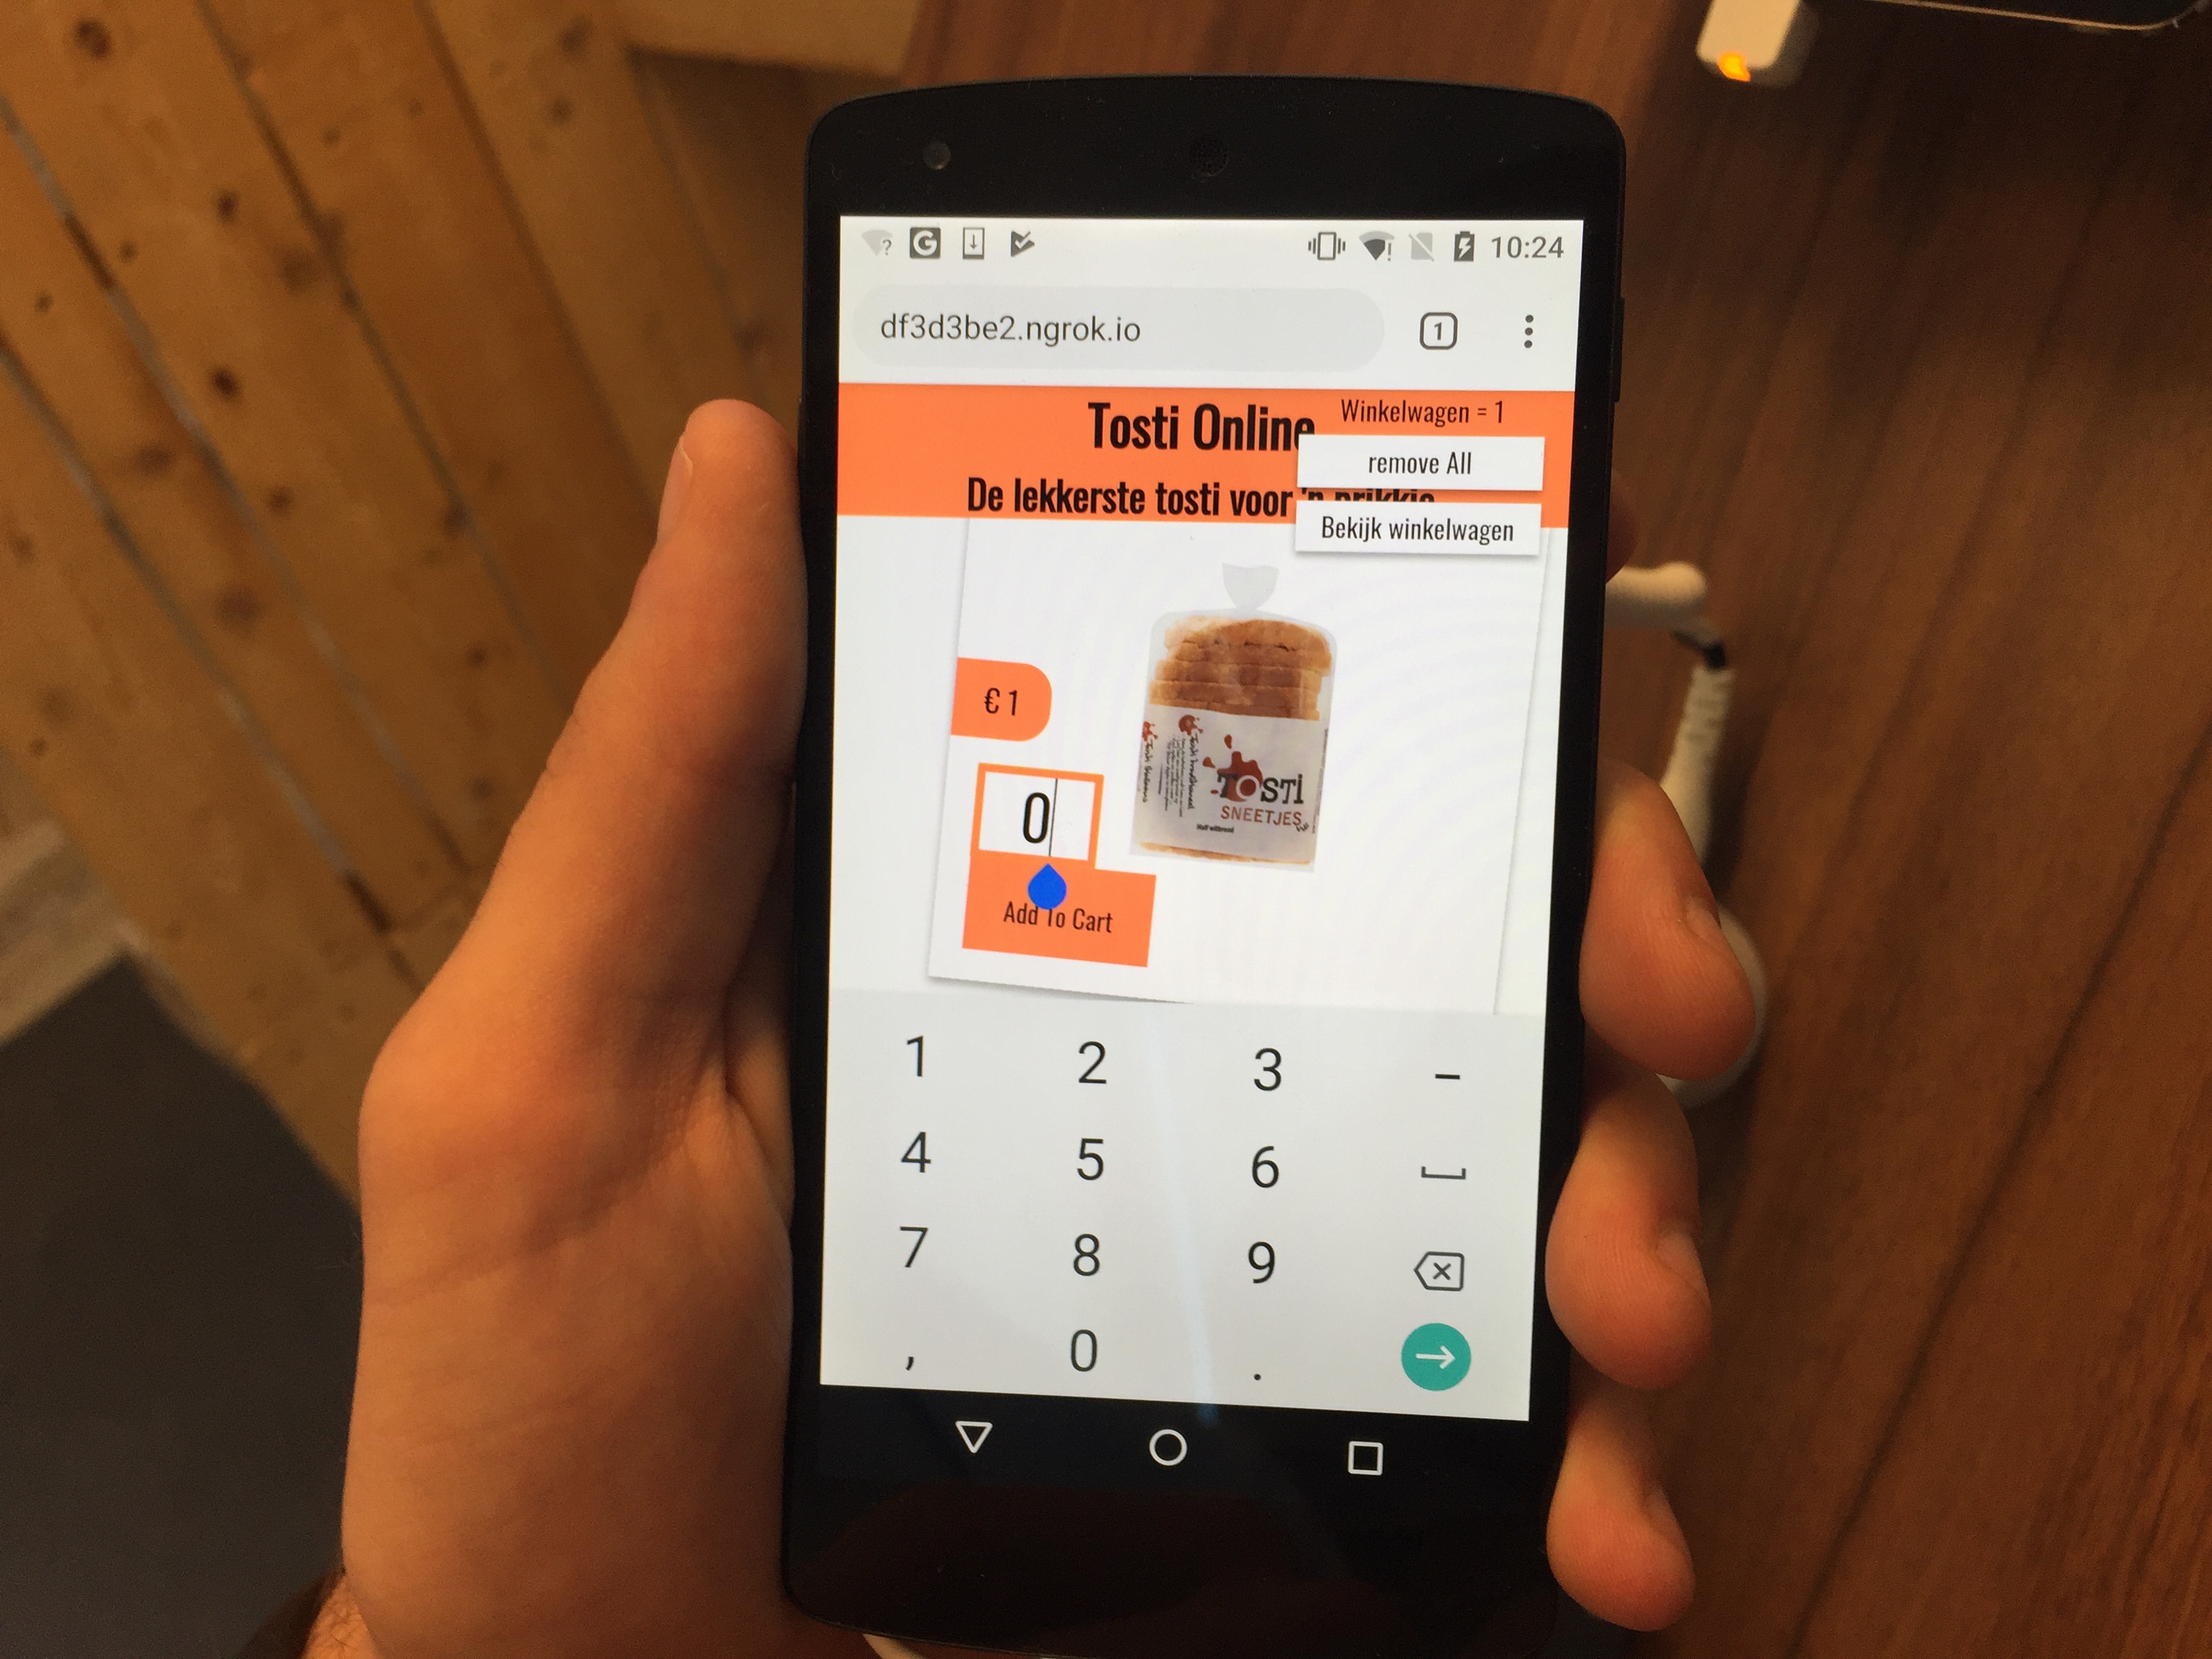 10:24
df3d3be2.ngrok.io
1
Tosti Online
Winkelwagen = 1
remove All
De lekkerste tosti voor 'n prikkie
Bekijk winkelwagen
€ 1
TOSTI
SNEETJES
0
Add To Cart
1 2 3 -
4 5 6
7 8 9
, 0 .